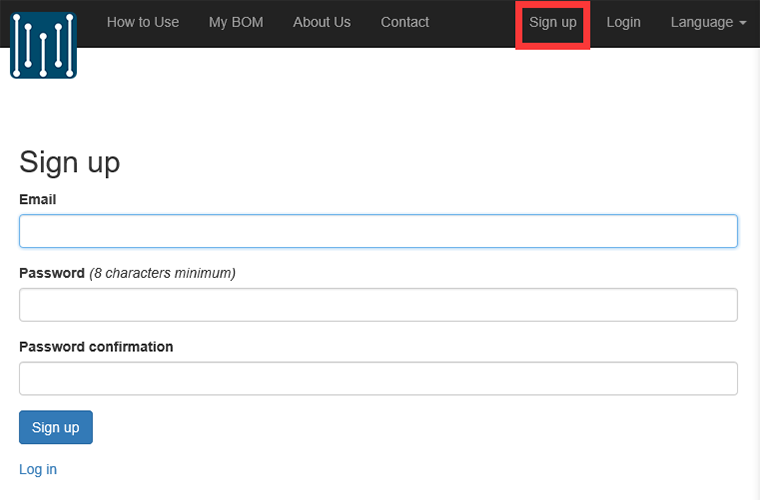 How to Use My BOM About Us Contact Sign up Login Language
Sign up
Email
Password (8 characters minimum)
Password confirmation
Sign up
Log in